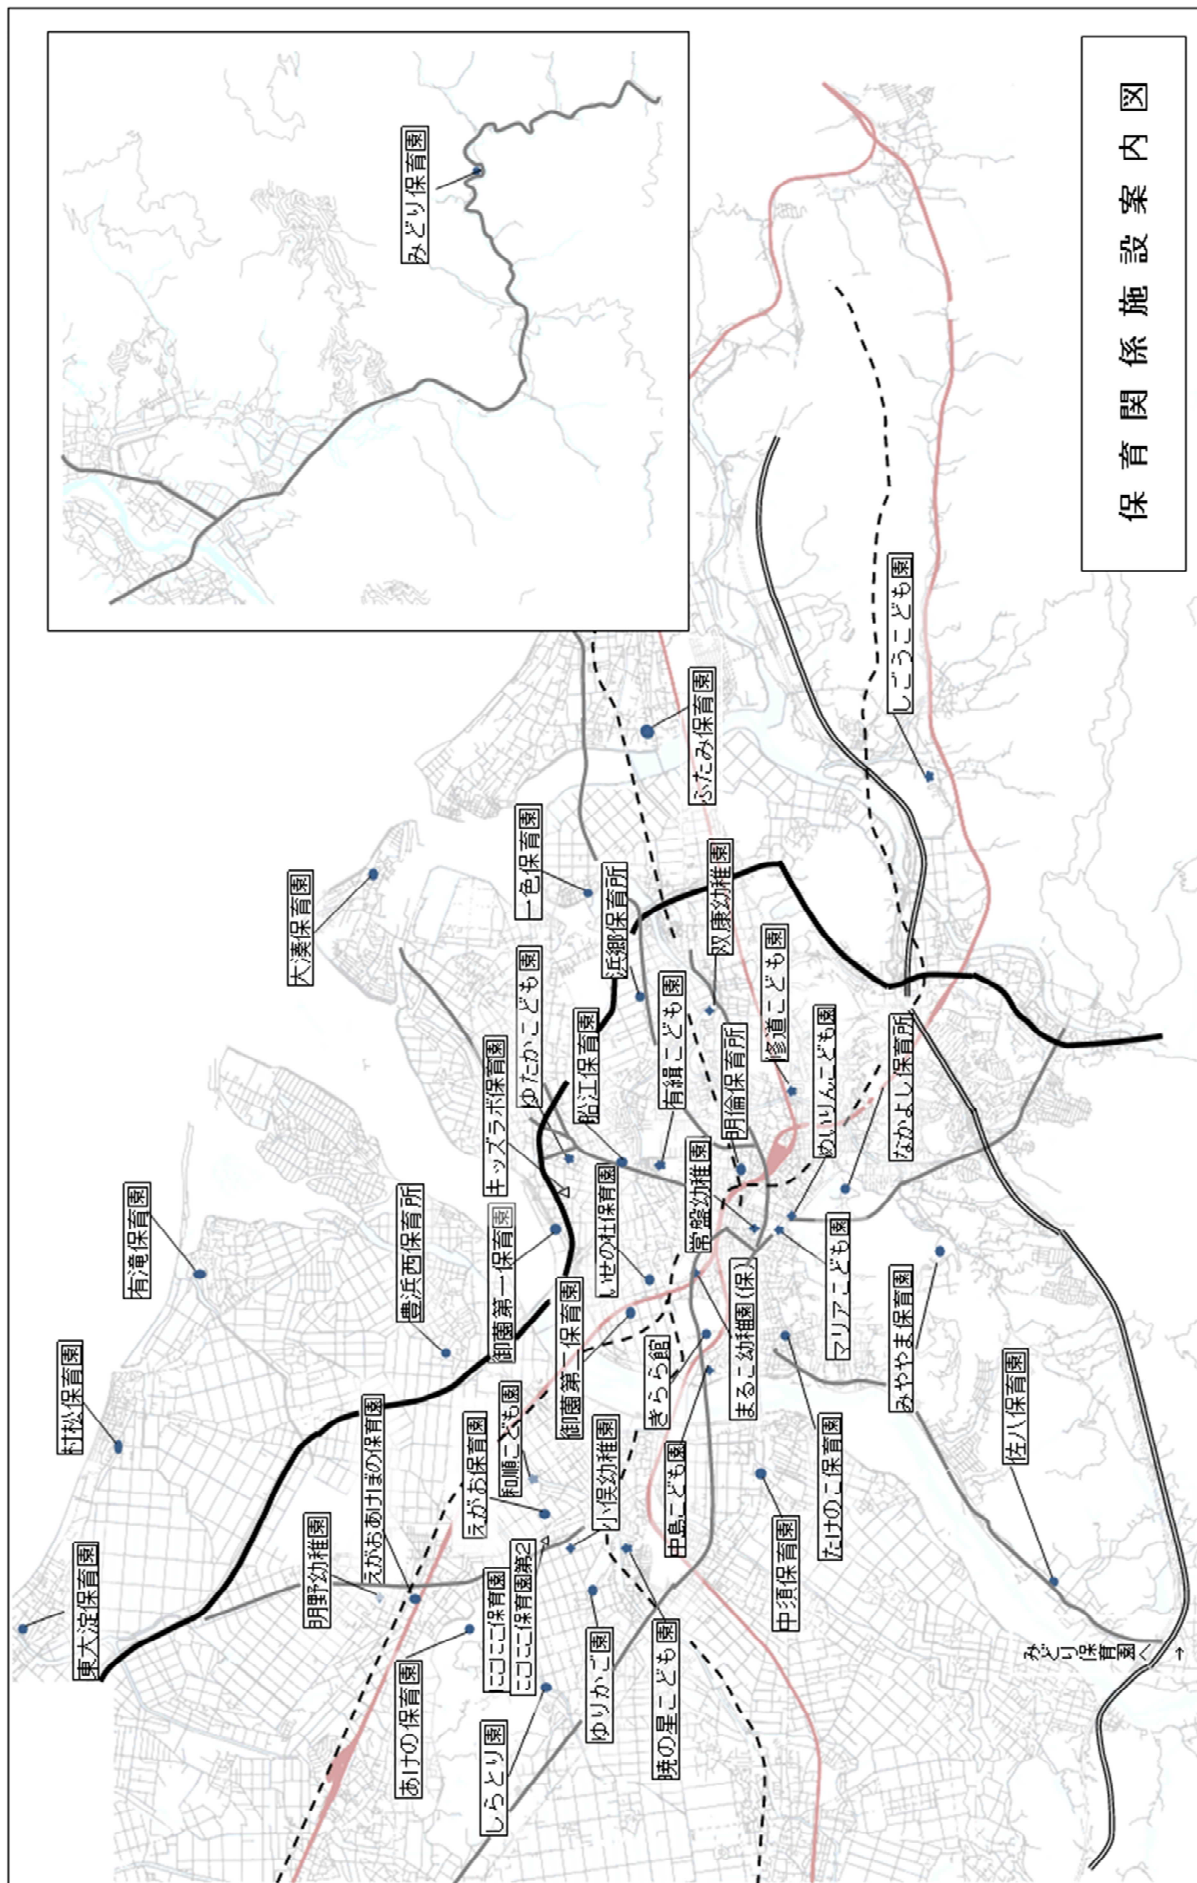 保育関係施設案内図
みどり保育園
しごうこども園
ふたみ保育園
大湊保育園
一色保育園
浜郷保育所
双康幼稚園
修道こども園
めいりんこども園
なかよし保育所
ゆたかこども園
キッズラボ保育園
船江保育園
有緝こども園
明倫保育所
常盤幼稚園
マリアこども園
みややま保育園
有滝保育園
豊浜西保育所
御薗第一保育園
いせの杜保育園
御薗第二保育園
きらら館
まるこ幼稚園(保)
村松保育園
東大淀保育園
明野幼稚園
えがおあけぼの保育園
えがお保育園
和順こども園
小俣幼稚園
中島こども園
たけのこ保育園
中須保育園
佐八保育園
あけの保育園
にこにこ保育園
にこにこ保育園第2
しらとり園
ゆりかご園
暁の星こども園
みどり保育園へ
→